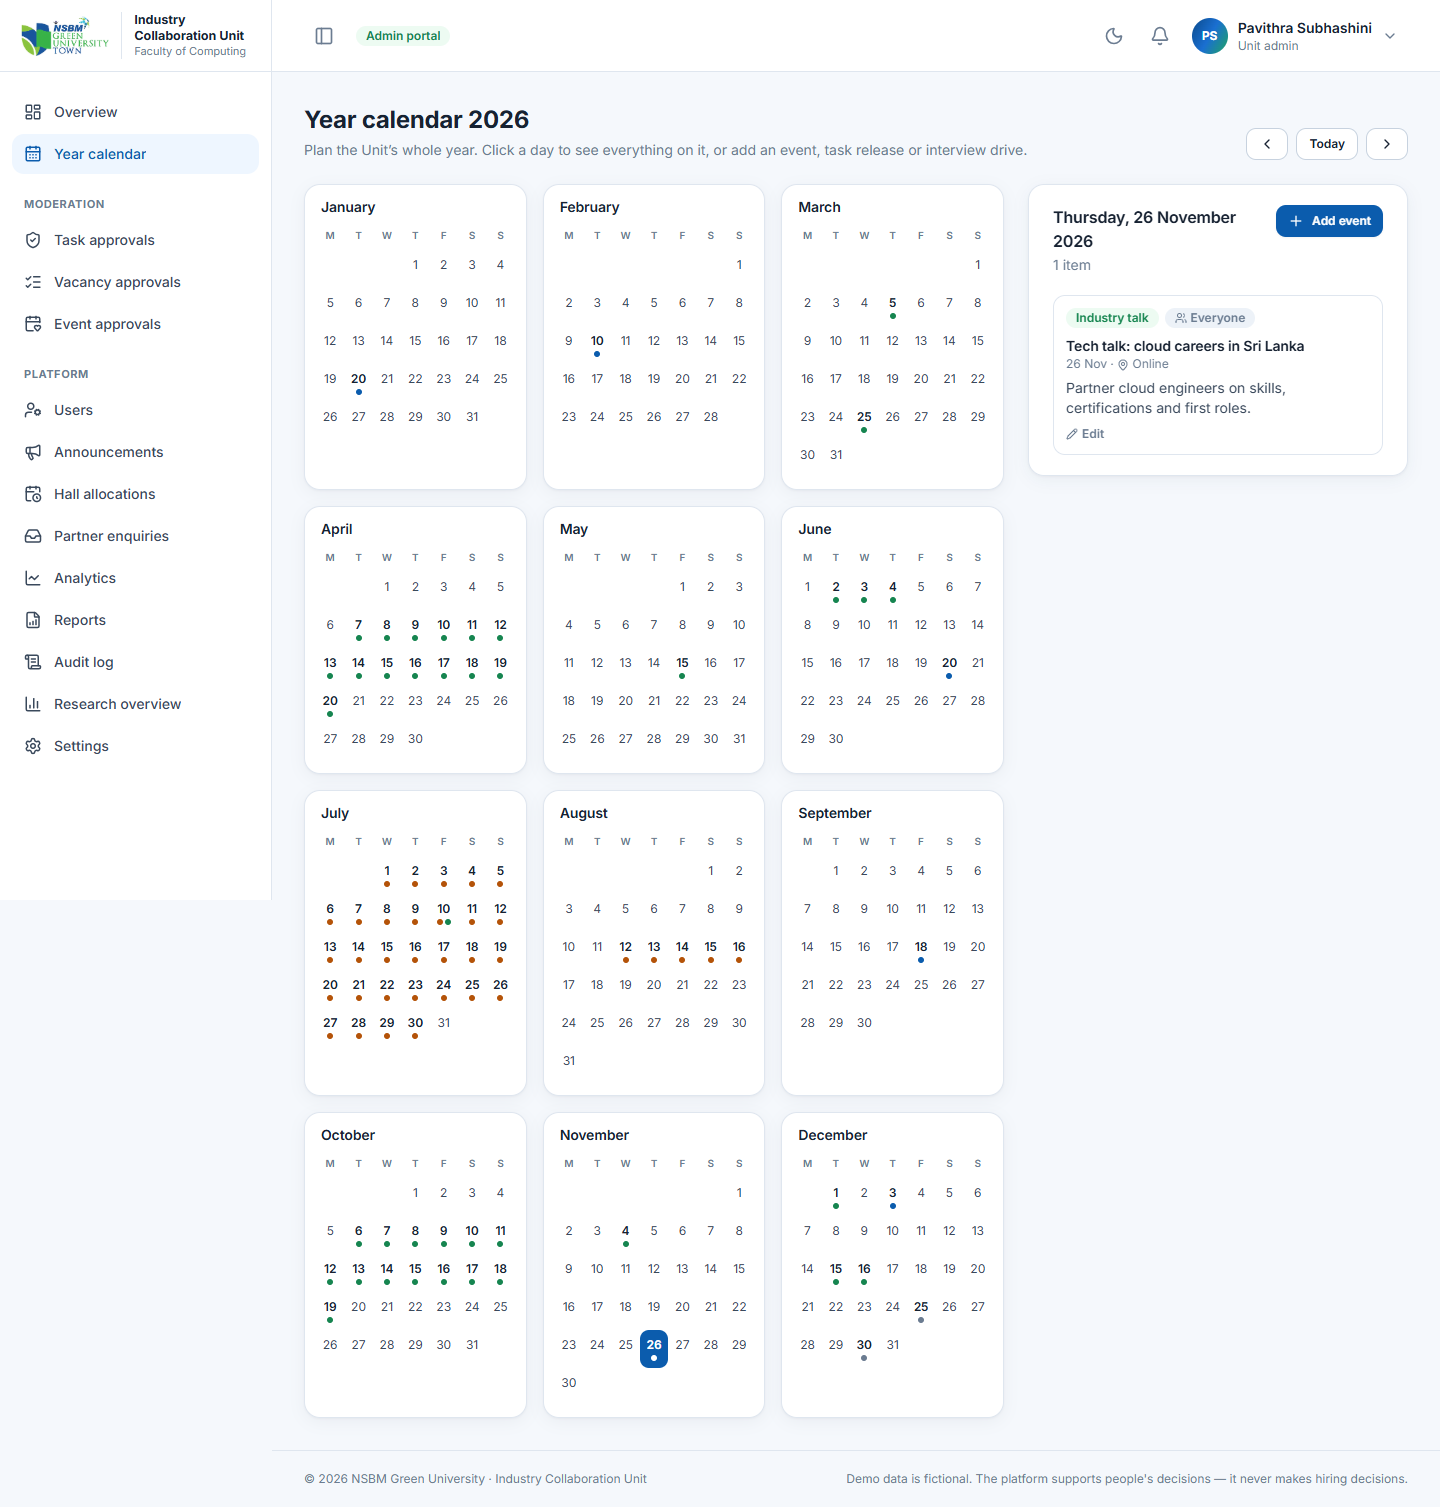 NSBM
GREEN
UNIVERSITY
TOWN
Industry
Collaboration Unit
Faculty of Computing
Admin portal
PS
Pavithra Subhashini
Unit admin
Overview
Year calendar
MODERATION
Task approvals
Vacancy approvals
Event approvals
PLATFORM
Users
Announcements
Hall allocations
Partner enquiries
Analytics
Reports
Audit log
Research overview
Settings
Year calendar 2026
Plan the Unit's whole year. Click a day to see everything on it, or add an event, task release or interview drive.
Today
January
M T W T F S S
1 2 3 4
5 6 7 8 9 10 11
12 13 14 15 16 17 18
19 20 21 22 23 24 25
26 27 28 29 30 31
February
M T W T F S S
1
2 3 4 5 6 7 8
9 10 11 12 13 14 15
16 17 18 19 20 21 22
23 24 25 26 27 28
March
M T W T F S S
1
2 3 4 5 6 7 8
9 10 11 12 13 14 15
16 17 18 19 20 21 22
23 24 25 26 27 28 29
30 31
April
M T W T F S S
1 2 3 4 5
6 7 8 9 10 11 12
13 14 15 16 17 18 19
20 21 22 23 24 25 26
27 28 29 30
May
M T W T F S S
1 2 3
4 5 6 7 8 9 10
11 12 13 14 15 16 17
18 19 20 21 22 23 24
25 26 27 28 29 30 31
June
M T W T F S S
1 2 3 4 5 6 7
8 9 10 11 12 13 14
15 16 17 18 19 20 21
22 23 24 25 26 27 28
29 30
July
M T W T F S S
1 2 3 4 5
6 7 8 9 10 11 12
13 14 15 16 17 18 19
20 21 22 23 24 25 26
27 28 29 30 31
August
M T W T F S S
1 2
3 4 5 6 7 8 9
10 11 12 13 14 15 16
17 18 19 20 21 22 23
24 25 26 27 28 29 30
31
September
M T W T F S S
1 2 3 4 5 6
7 8 9 10 11 12 13
14 15 16 17 18 19 20
21 22 23 24 25 26 27
28 29 30
October
M T W T F S S
1 2 3 4
5 6 7 8 9 10 11
12 13 14 15 16 17 18
19 20 21 22 23 24 25
26 27 28 29 30 31
November
M T W T F S S
1
2 3 4 5 6 7 8
9 10 11 12 13 14 15
16 17 18 19 20 21 22
23 24 25 26 27 28 29
30
December
M T W T F S S
1 2 3 4 5 6
7 8 9 10 11 12 13
14 15 16 17 18 19 20
21 22 23 24 25 26 27
28 29 30 31
Thursday, 26 November
2026
1 item
Add event
Industry talk
Everyone
Tech talk: cloud careers in Sri Lanka
26 Nov · Online
Partner cloud engineers on skills,
certifications and first roles.
Edit
© 2026 NSBM Green University · Industry Collaboration Unit
Demo data is fictional. The platform supports people's decisions — it never makes hiring decisions.